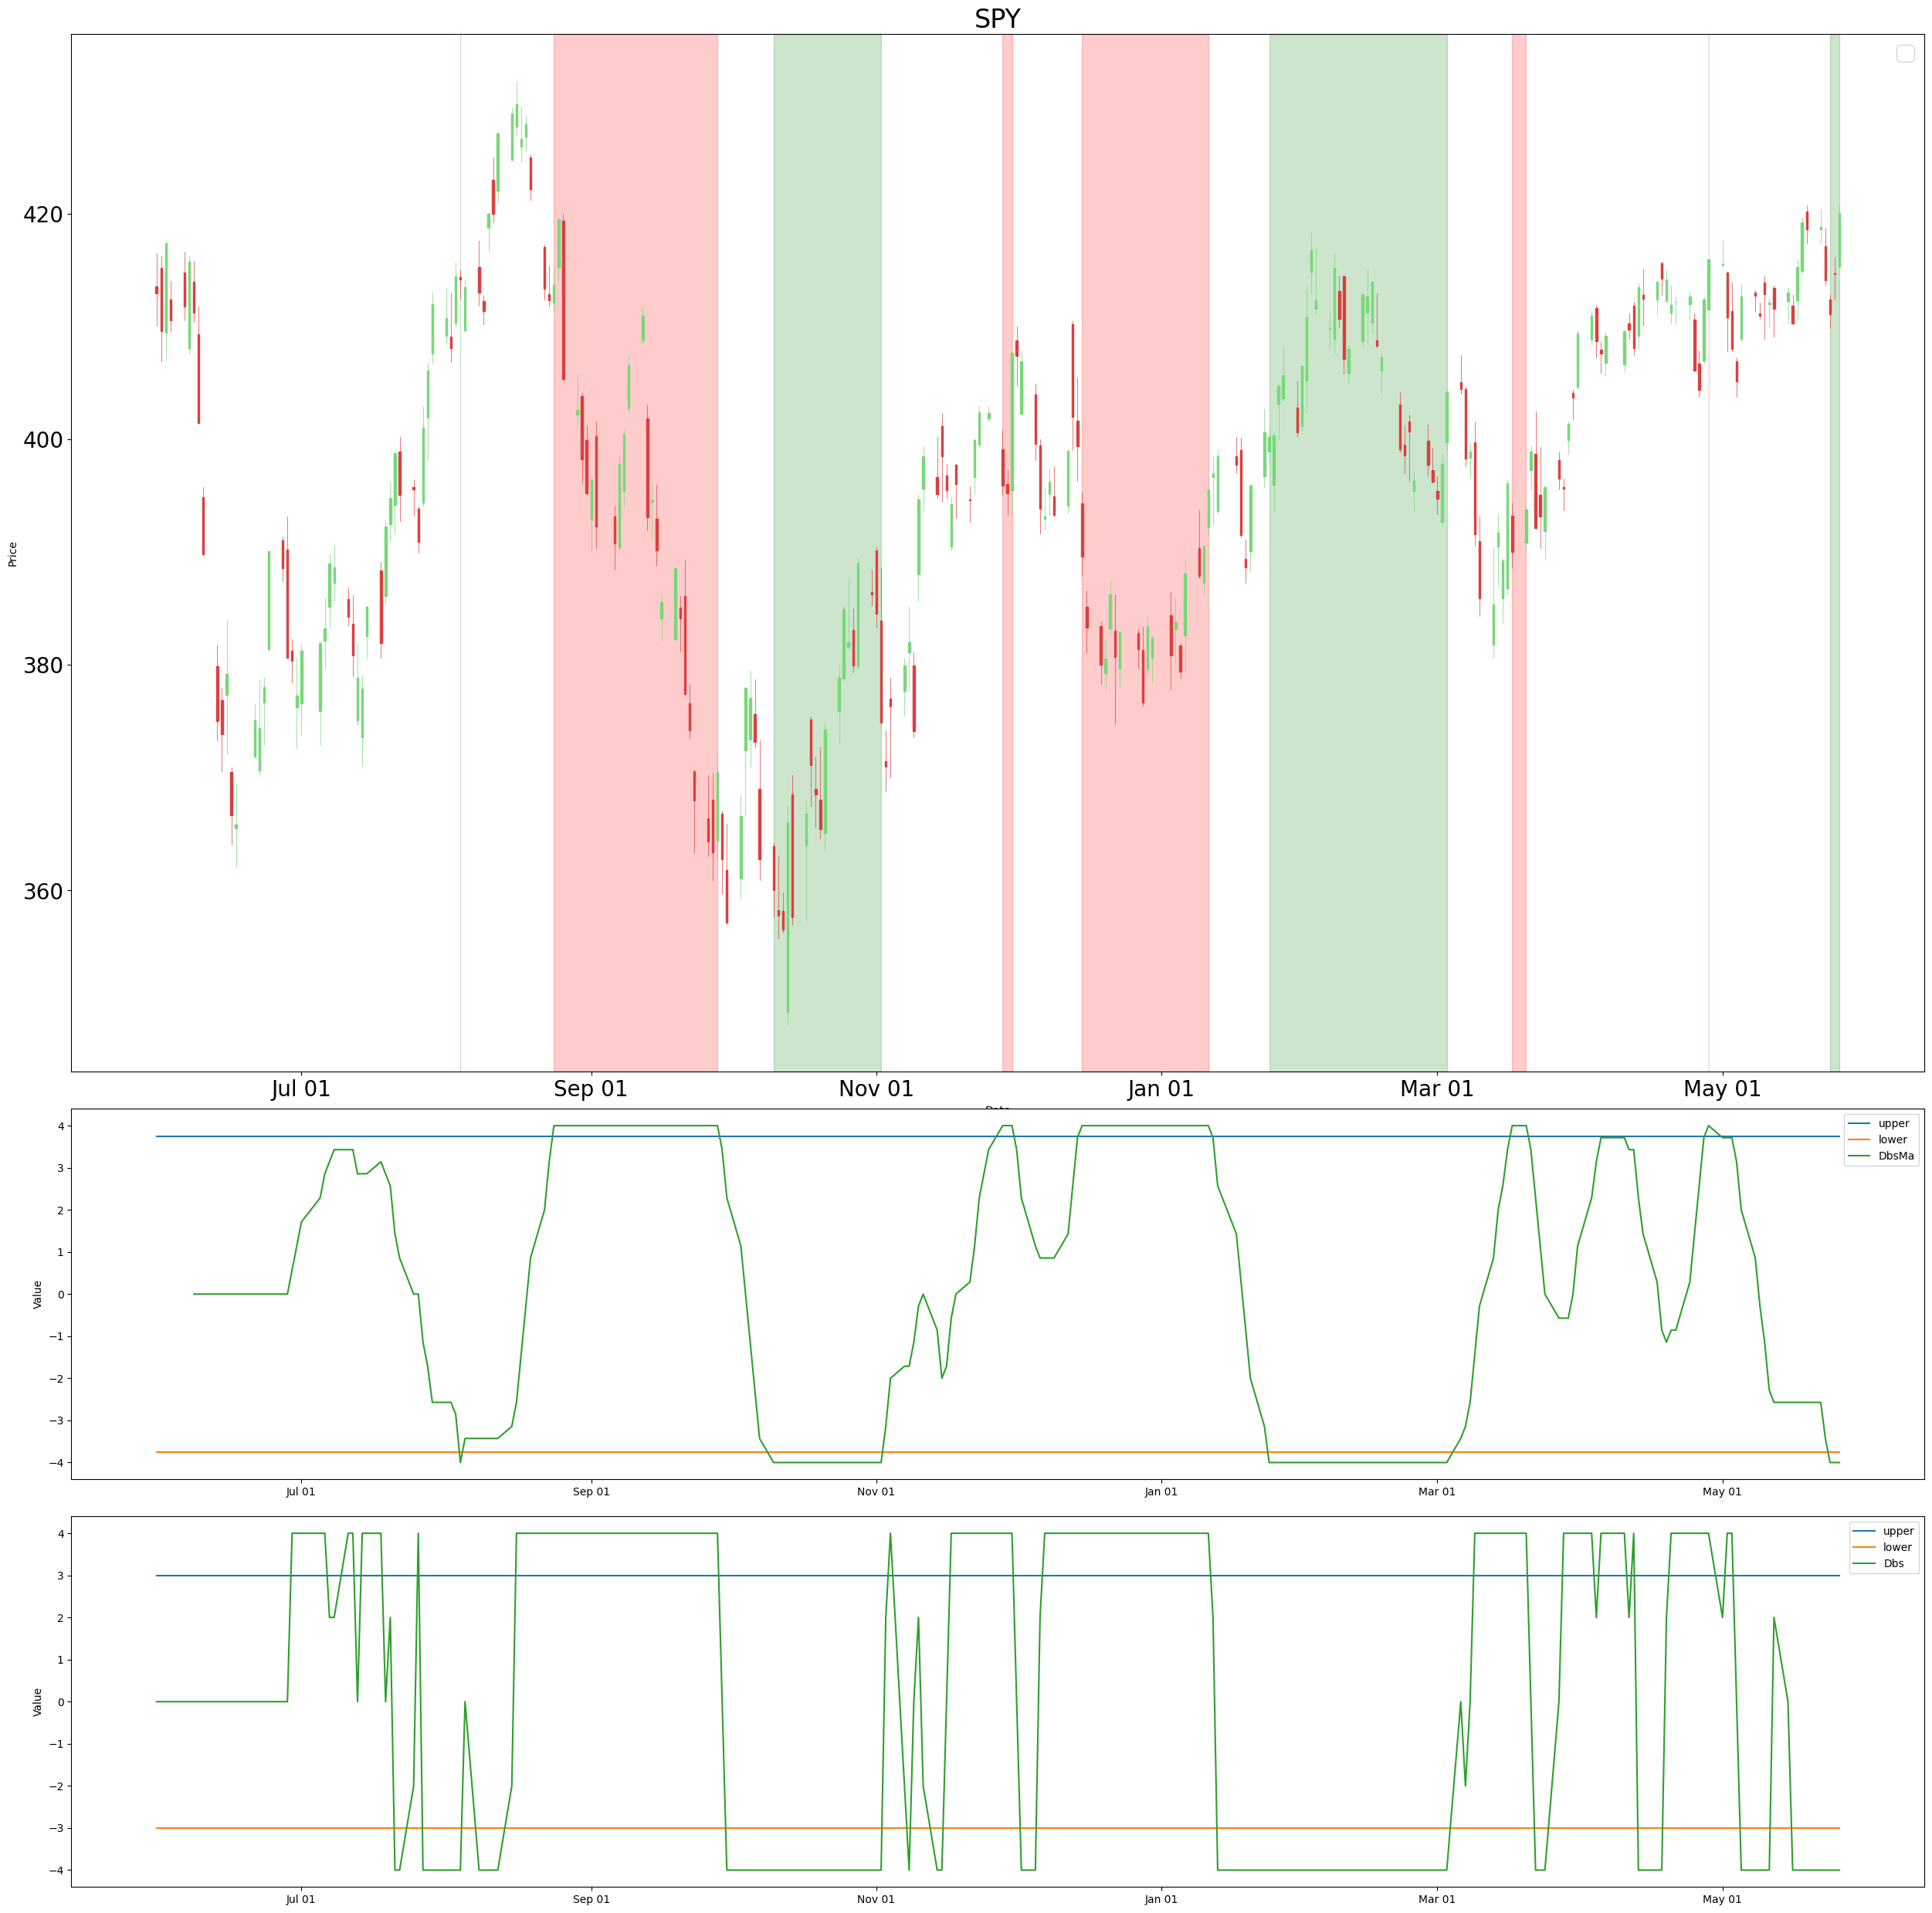 SPY
Price
420
400
380
360
Jul 01
Sep 01
Nov 01
Jan 01
Mar 01
May 01
Value
4
3
2
1
0
−1
−2
−3
−4
upper
lower
DbsMa
Jul 01
Sep 01
Nov 01
Jan 01
Mar 01
May 01
Value
4
3
2
1
0
−1
−2
−3
−4
upper
lower
Dbs
Jul 01
Sep 01
Nov 01
Jan 01
Mar 01
May 01